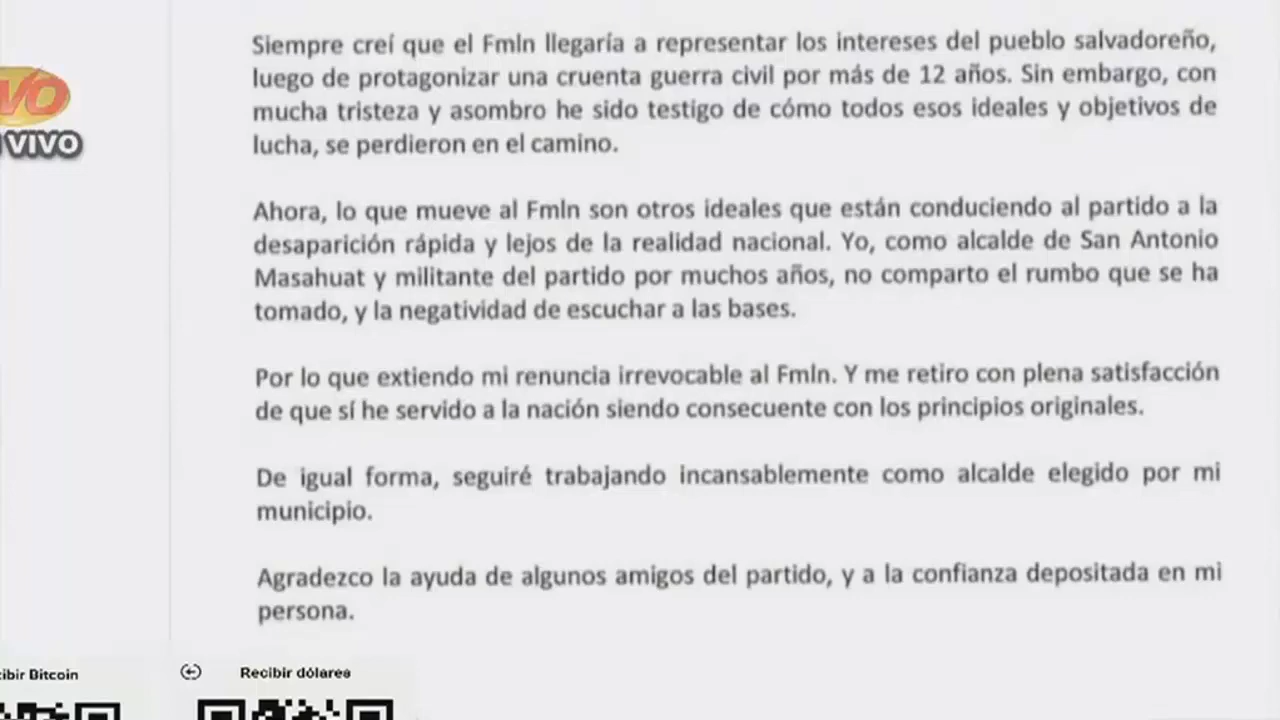 Siempre creí que el Fmln llegaría a representar los intereses del pueblo salvadoreño,
luego de protagonizar una cruenta guerra civil por más de 12 años. Sin embargo, con
mucha tristeza y asombro he sido testigo de cómo todos esos ideales y objetivos de
lucha, se perdieron en el camino.
VO
VIVO
Ahora, lo que mueve al Fmln son otros ideales que están conduciendo al partido a la
desaparición rápida y lejos de la realidad nacional. Yo, como alcalde de San Antonio
Masahuat y militante del partido por muchos años, no comparto el rumbo que se ha
tomado, y la negatividad de escuchar a las bases.
Por lo que extiendo mi renuncia irrevocable al Fmln. Y me retiro con plena satisfacción
de que sí he servido a la nación siendo consecuente con los principios originales.
De igual forma, seguiré trabajando incansablemente como alcalde elegido por mi
municipio.
Agradezco la ayuda de algunos amigos del partido, y a la confianza depositada en mi
persona.
cibir Bitcoin
Recibir dólares